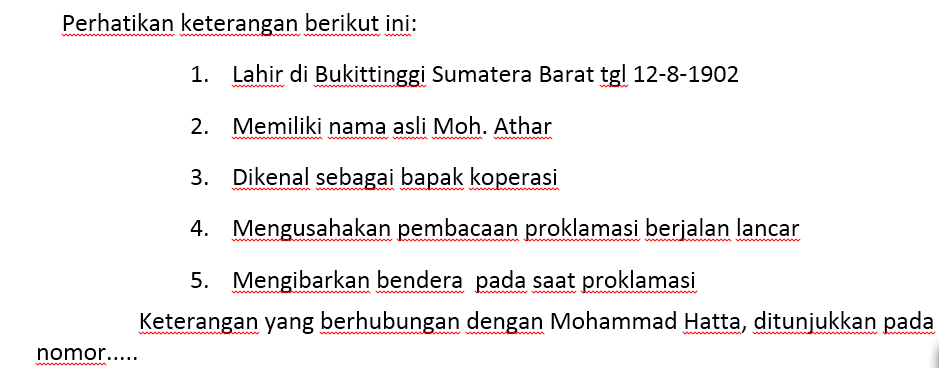 Perhatikan keterangan berikut ini:
1. Lahir di Bukittinggi Sumatera Barat tgl 12-8-1902
2. Memiliki nama asli Moh. Athar
3. Dikenal sebagai bapak koperasi
4. Mengusahakan pembacaan proklamasi berjalan lancar
5. Mengibarkan bendera  pada saat proklamasi
Keterangan yang berhubungan dengan Mohammad Hatta, ditunjukkan pada
nomor.....